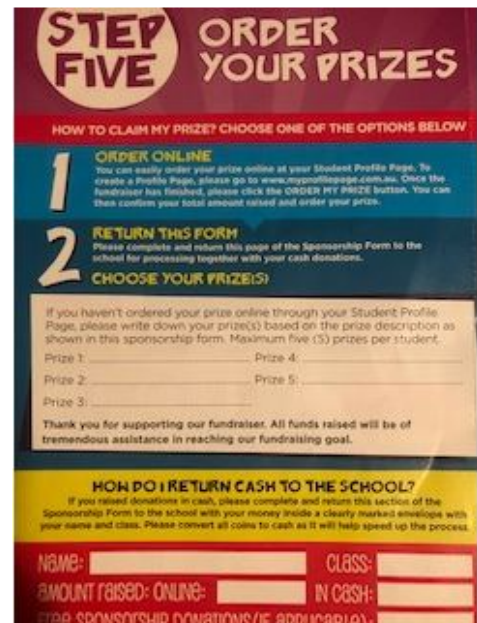 STEP
FIVE
ORDER
YOUR PRIZES
HOW TO CLAIM MY PRIZE? CHOOSE ONE OF THE OPTIONS BELOW
1
ORDER ONLINE
You can easily order your prize online at your Student Profile Page. To
create a Profile Page, please go to www.myprofilepage.com.au. Once the
fundraiser has finished, please click the ORDER MY PRIZE button. You can
then confirm your total amount raised and order your prize.
2
RETURN THIS FORM
Please complete and return this page of the Sponsorship Form to the
school for processing together with your cash donations.
CHOOSE YOUR PRIZE(S)
If you haven't ordered your prize online through your Student Profile
Page, please write down your prize(s) based on the prize description as
shown in this sponsorship form. Maximum five (5) prizes per student.
Prize 1:
Prize 4:
Prize 2:
Prize 5:
Prize 3:
Thank you for supporting our fundraiser. All funds raised will be of
tremendous assistance in reaching our fundraising goal.
HOW DO I RETURN CASH TO THE SCHOOL?
If you raised donations in cash, please complete and return this section of the
Sponsorship Form to the school with your money inside a clearly marked envelope with
your name and class. Please convert all coins to cash as it will help speed up the process.
NAME:
CLASS:
AMOUNT RAISED: ONLINE:
IN CASH:
FREE SPONSORSHIP DONATIONS (IF APPLICABLE):